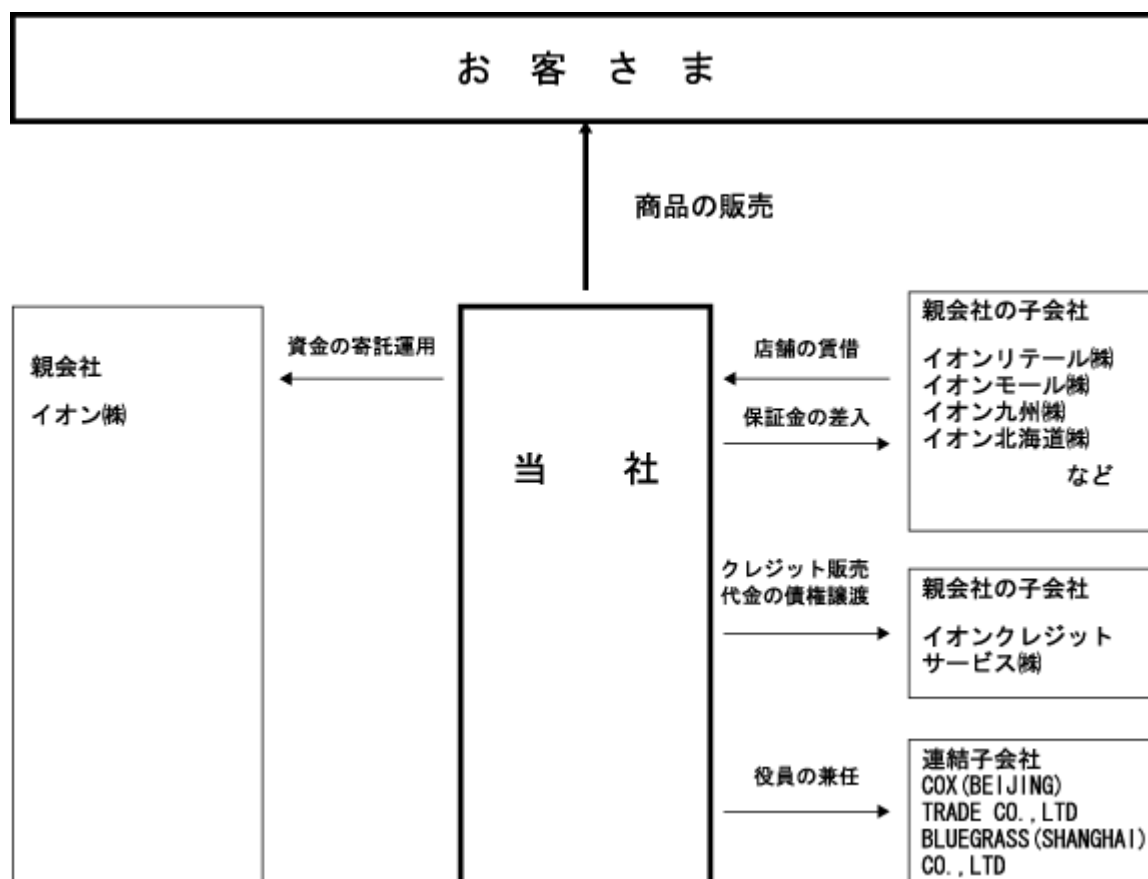 お客さま
商品の販売
親会社
イオン㈱
資金の寄託運用
当社
店舗の賃借
保証金の差入
親会社の子会社
イオンリテール㈱
イオンモール㈱
イオン九州㈱
イオン北海道㈱
など
クレジット販売
代金の債権譲渡
親会社の子会社
イオンクレジット
サービス㈱
役員の兼任
連結子会社
COX(BEIJING)
TRADE CO.,LTD
BLUEGRASS(SHANGHAI)
CO.,LTD